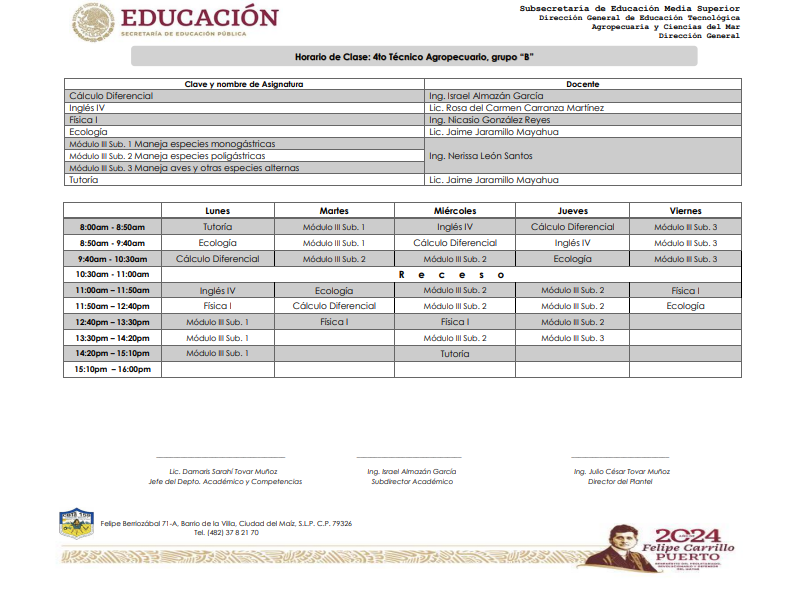 EDUCACIÓN
SECRETARÍA DE EDUCACIÓN PÚBLICA
Subsecretaría de Educación Media Superior
Dirección General de Educación Tecnológica
Agropecuaria y Ciencias del Mar
Dirección General
Horario de Clase: 4to Técnico Agropecuario, grupo "B"
Clave y nombre de Asignatura Docente
Cálculo Diferencial Ing. Israel Almazán García
Inglés IV Lic. Rosa del Carmen Carranza Martínez
Física I Ing. Nicasio González Reyes
Ecología Lic. Jaime Jaramillo Mayahua
Módulo III Sub. 1 Maneja especies monogástricas
Módulo III Sub. 2 Maneja especies poligástricas Ing. Nerissa León Santos
Módulo III Sub. 3 Maneja aves y otras especies alternas
Tutoría Lic. Jaime Jaramillo Mayahua
Lunes Martes Miércoles Jueves Viernes
8:00am - 8:50am Tutoría Módulo III Sub. 1 Inglés IV Cálculo Diferencial Módulo III Sub. 3
8:50am - 9:40am Ecología Módulo III Sub. 1 Cálculo Diferencial Inglés IV Módulo III Sub. 3
9:40am - 10:30am Cálculo Diferencial Módulo III Sub. 2 Módulo III Sub. 2 Ecología Módulo III Sub. 3
10:30am - 11:00am R e c e s o
11:00am – 11:50am Inglés IV Ecología Módulo III Sub. 2 Módulo III Sub. 2 Física I
11:50am – 12:40pm Física I Cálculo Diferencial Módulo III Sub. 2 Módulo III Sub. 2 Ecología
12:40pm – 13:30pm Módulo III Sub. 1 Física I Física I Módulo III Sub. 2
13:30pm – 14:20pm Módulo III Sub. 1 Módulo III Sub. 2 Módulo III Sub. 3
14:20pm – 15:10pm Módulo III Sub. 1 Tutoría
15:10pm – 16:00pm
Lic. Damaris Sarahí Tovar Muñoz Ing. Israel Almazán García Ing. Julio César Tovar Muñoz
Jefe del Depto. Académico y Competencias Subdirector Académico Director del Plantel
Felipe Berriozábal 71-A, Barrio de la Villa, Ciudad del Maíz, S.L.P. C.P. 79326
Tel. (482) 37 8 21 70
2024
Felipe Carrillo
PUERTO